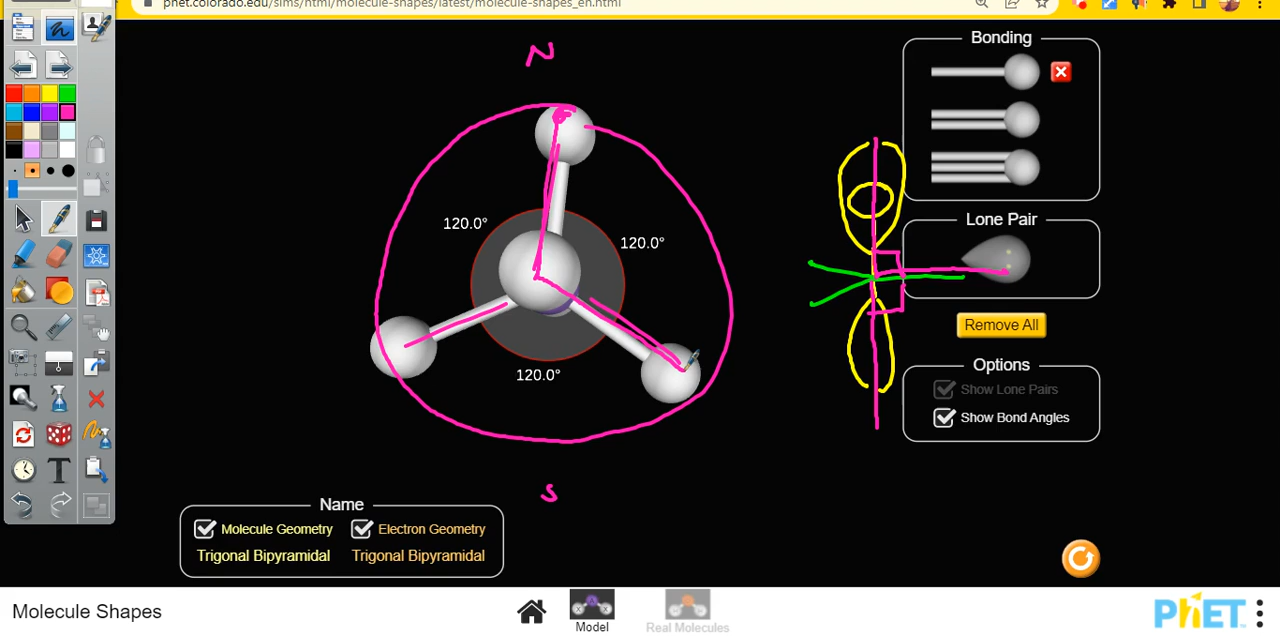 phet.colorado.edu/sims/html/molecule-shapes/latest/molecule-shapes_en.html
N
Bonding
120.0°
120.0°
Lone Pair
Remove All
120.0°
Options
Show Lone Pairs
Show Bond Angles
S
Name
Molecule Geometry
Electron Geometry
Trigonal Bipyramidal
Trigonal Bipyramidal
Molecule Shapes
Model
Real Molecules
PhET